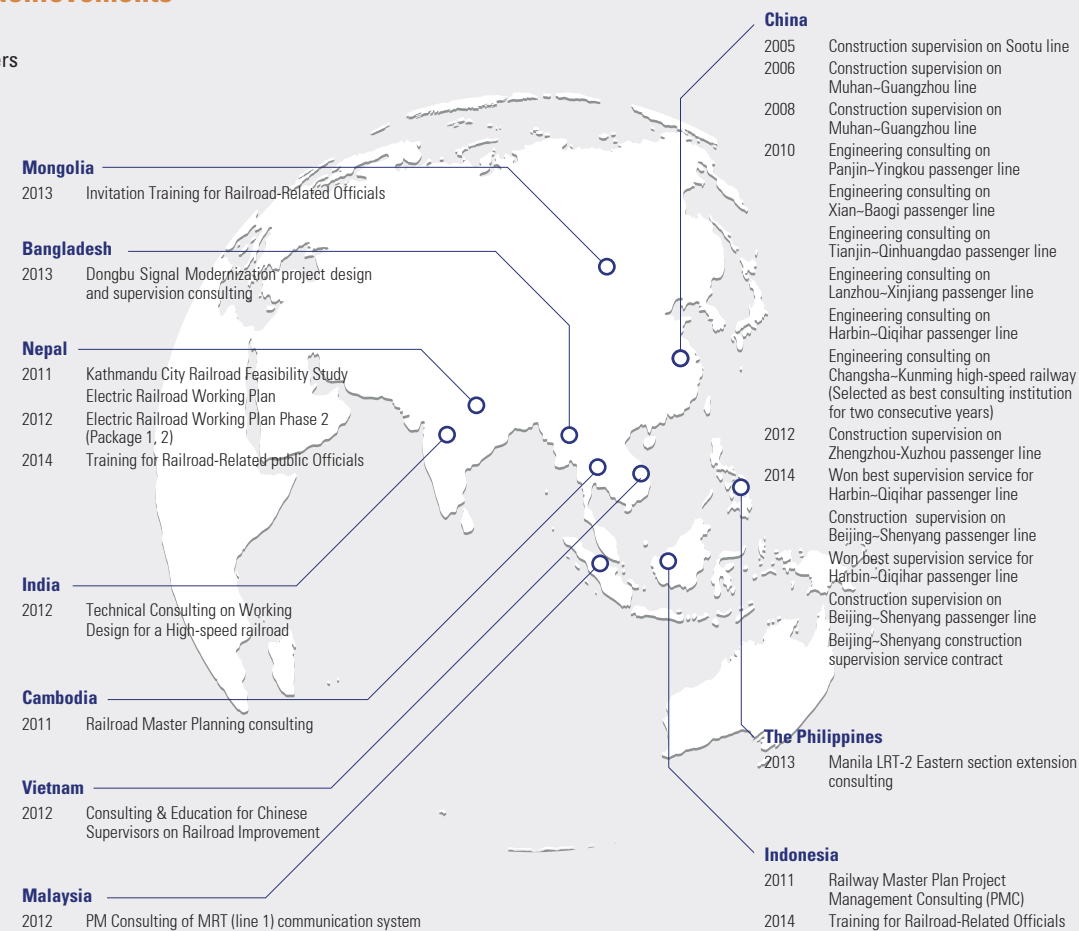 Mongolia
2013 Invitation Training for Railroad-Related Officials
Bangladesh
2013 Dongbu Signal Modernization project design
and supervision consulting
Nepal
2011 Kathmandu City Railroad Feasibility Study
Electric Railroad Working Plan
2012 Electric Railroad Working Plan Phase 2
(Package 1, 2)
2014 Training for Railroad-Related public Officials
India
2012 Technical Consulting on Working
Design for a High-speed railroad
Cambodia
2011 Railroad Master Planning consulting
Vietnam
2012 Consulting & Education for Chinese
Supervisors on Railroad Improvement
Malaysia
2012 PM Consulting of MRT (line 1) communication system
China
2005 Construction supervision on Sootu line
2006 Construction supervision on
Muhan~Guangzhou line
2008 Construction supervision on
Muhan~Guangzhou line
2010 Engineering consulting on
Panjin~Yingkou passenger line
Engineering consulting on
Xian~Baogi passenger line
Engineering consulting on
Tianjin~Qinhuangdao passenger line
Engineering consulting on
Lanzhou~Xinjiang passenger line
Engineering consulting on
Harbin~Qiqihar passenger line
Engineering consulting on
Changsha~Kunming high-speed railway
(Selected as best consulting institution
for two consecutive years)
2012 Construction supervision on
Zhengzhou-Xuzhou passenger line
2014 Won best supervision service for
Harbin~Qiqihar passenger line
Construction supervision on
Beijing~Shenyang passenger line
Won best supervision service for
Harbin~Qiqihar passenger line
Construction supervision on
Beijing~Shenyang passenger line
Beijing~Shenyang construction
supervision service contract
The Philippines
2013 Manila LRT-2 Eastern section extension
consulting
Indonesia
2011 Railway Master Plan Project
Management Consulting (PMC)
2014 Training for Railroad-Related Officials